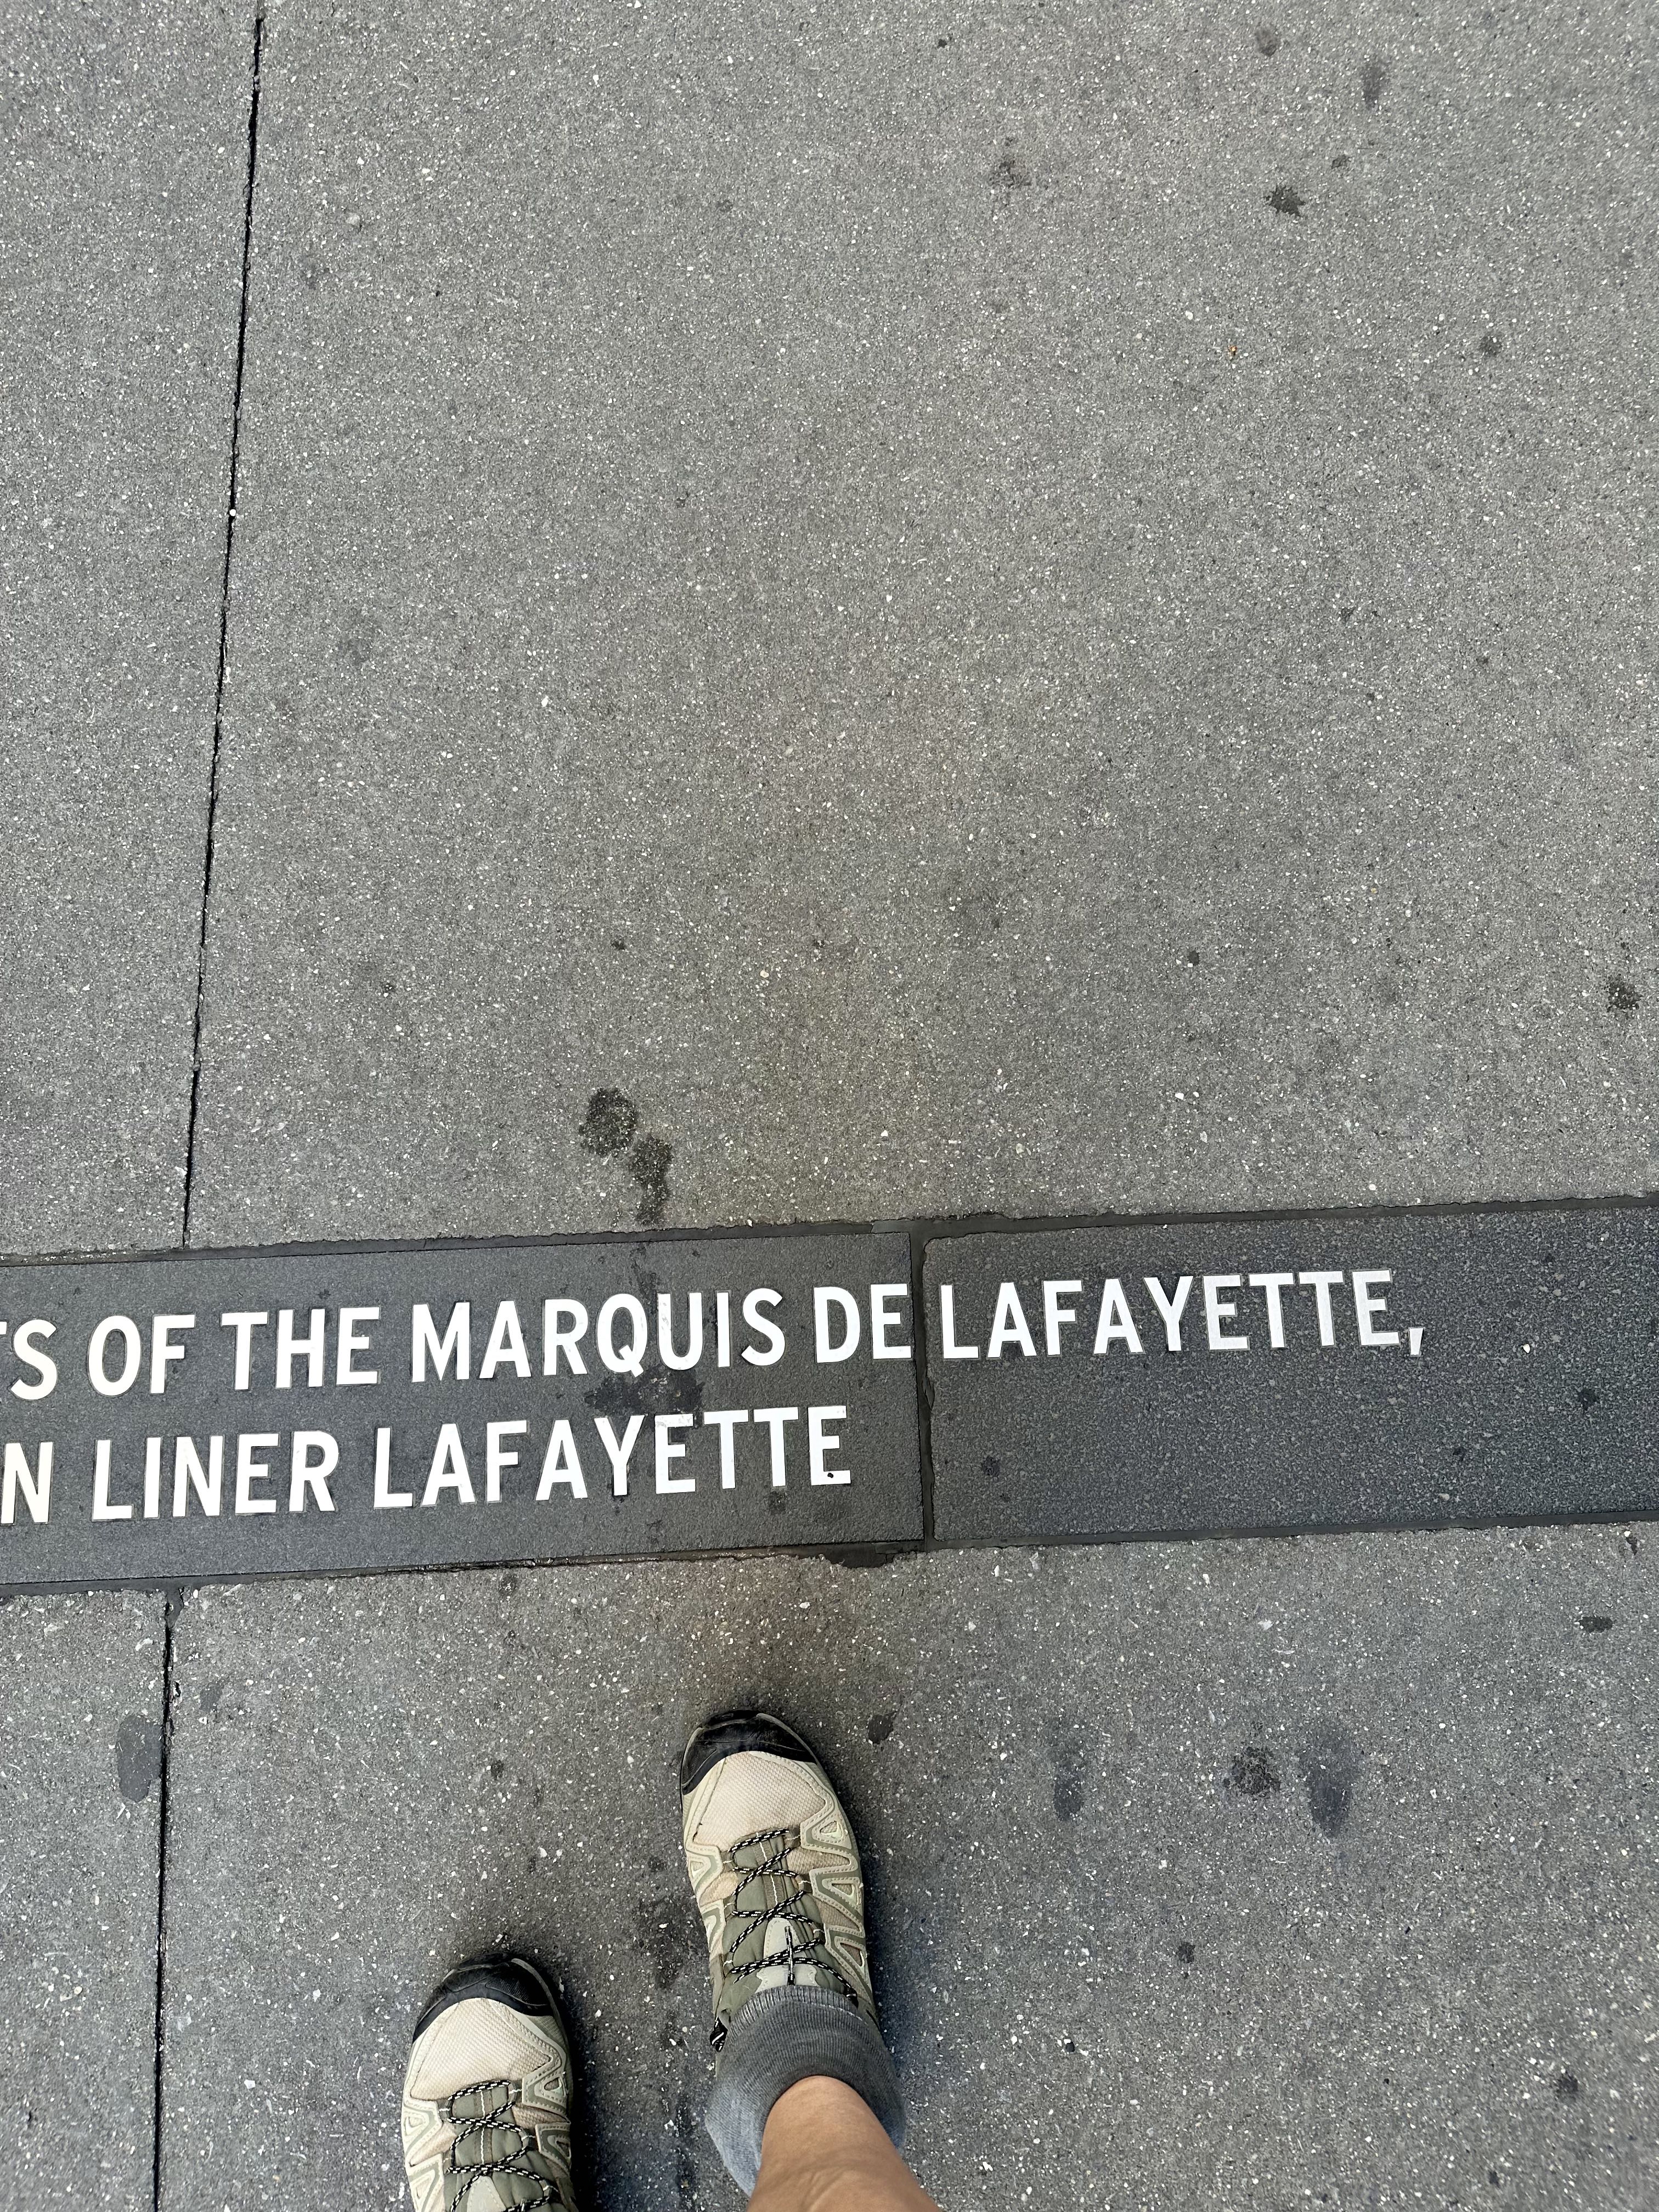 OF THE MARQUIS DE LAFAYETTE,
LINER LAFAYETTE